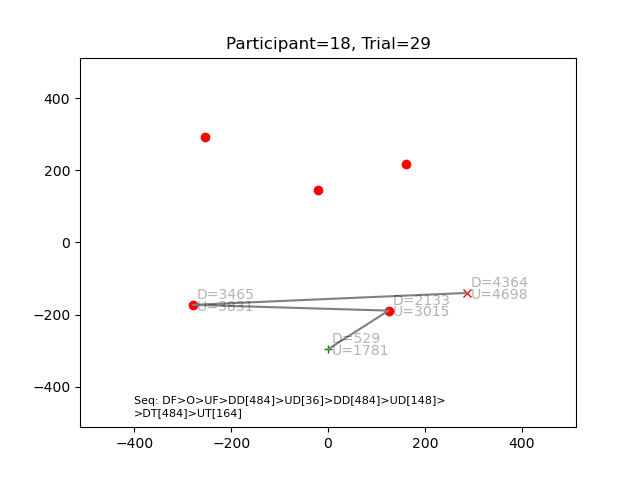 Participant=18, Trial=29
400
200
0
−200
−400
D=4364
U=4698
D=3465
D=2133
U=3015
D=529
U=1781
Seq: DF>O>UF>DD[484]>UD[36]>DD[484]>UD[148]>
>DT[484]>UT[164]
−400
−200
0
200
400